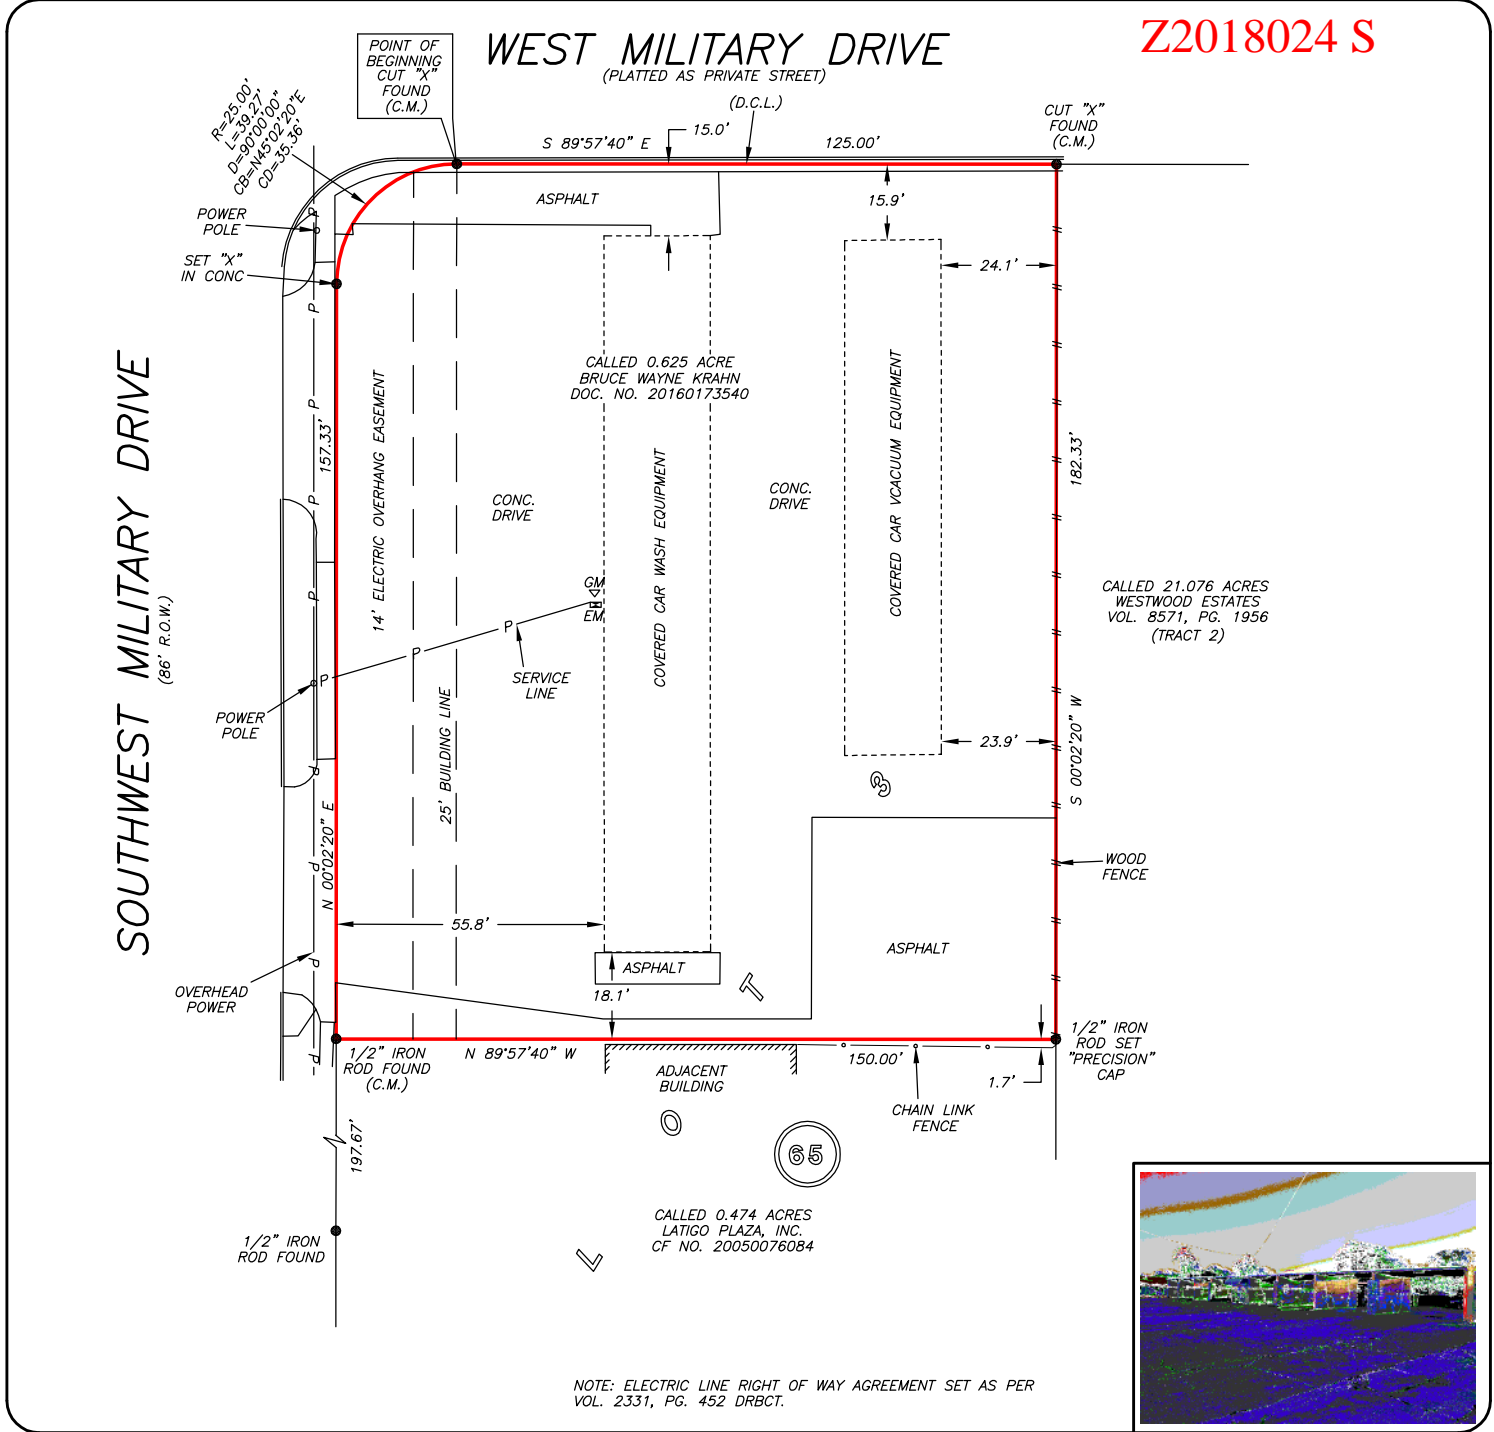 Z2018024 S
WEST MILITARY DRIVE
(PLATTED AS PRIVATE STREET)
(D.C.L.)
POINT OF
BEGINNING
CUT "X"
FOUND
(C.M.)
R=25.00'
L=39.27'
D=90°00'00"
CB=N45°02'20"E
CD=35.36'
S 89°57'40" E
15.0'
125.00'
CUT "X"
FOUND
(C.M.)
POWER
POLE
SET "X"
IN CONC
ASPHALT
15.9'
24.1'
SOUTHWEST MILITARY DRIVE
(86' R.O.W.)
157.33'
N 00°02'20" E
P
P
P
P
P
P
P
P
P
14' ELECTRIC OVERHANG EASEMENT
25' BUILDING LINE
CALLED 0.625 ACRE
BRUCE WAYNE KRAHN
DOC. NO. 20160173540
CONC.
DRIVE
COVERED CAR WASH EQUIPMENT
CONC.
DRIVE
COVERED CAR VCACUUM EQUIPMENT
182.33'
S 00°02'20" W
GM
EM
P
P
P
SERVICE
LINE
POWER
POLE
CALLED 21.076 ACRES
WESTWOOD ESTATES
VOL. 8571, PG. 1956
(TRACT 2)
23.9'
3
WOOD
FENCE
55.8'
ASPHALT
ASPHALT
18.1'
T
OVERHEAD
POWER
1/2" IRON
ROD FOUND
(C.M.)
N 89°57'40" W
150.00'
1.7'
1/2" IRON
ROD SET
"PRECISION"
CAP
ADJACENT
BUILDING
CHAIN LINK
FENCE
O
65
197.67'
1/2" IRON
ROD FOUND
CALLED 0.474 ACRES
LATIGO PLAZA, INC.
CF NO. 20050076084
L
NOTE: ELECTRIC LINE RIGHT OF WAY AGREEMENT SET AS PER
VOL. 2331, PG. 452 DRBCT.